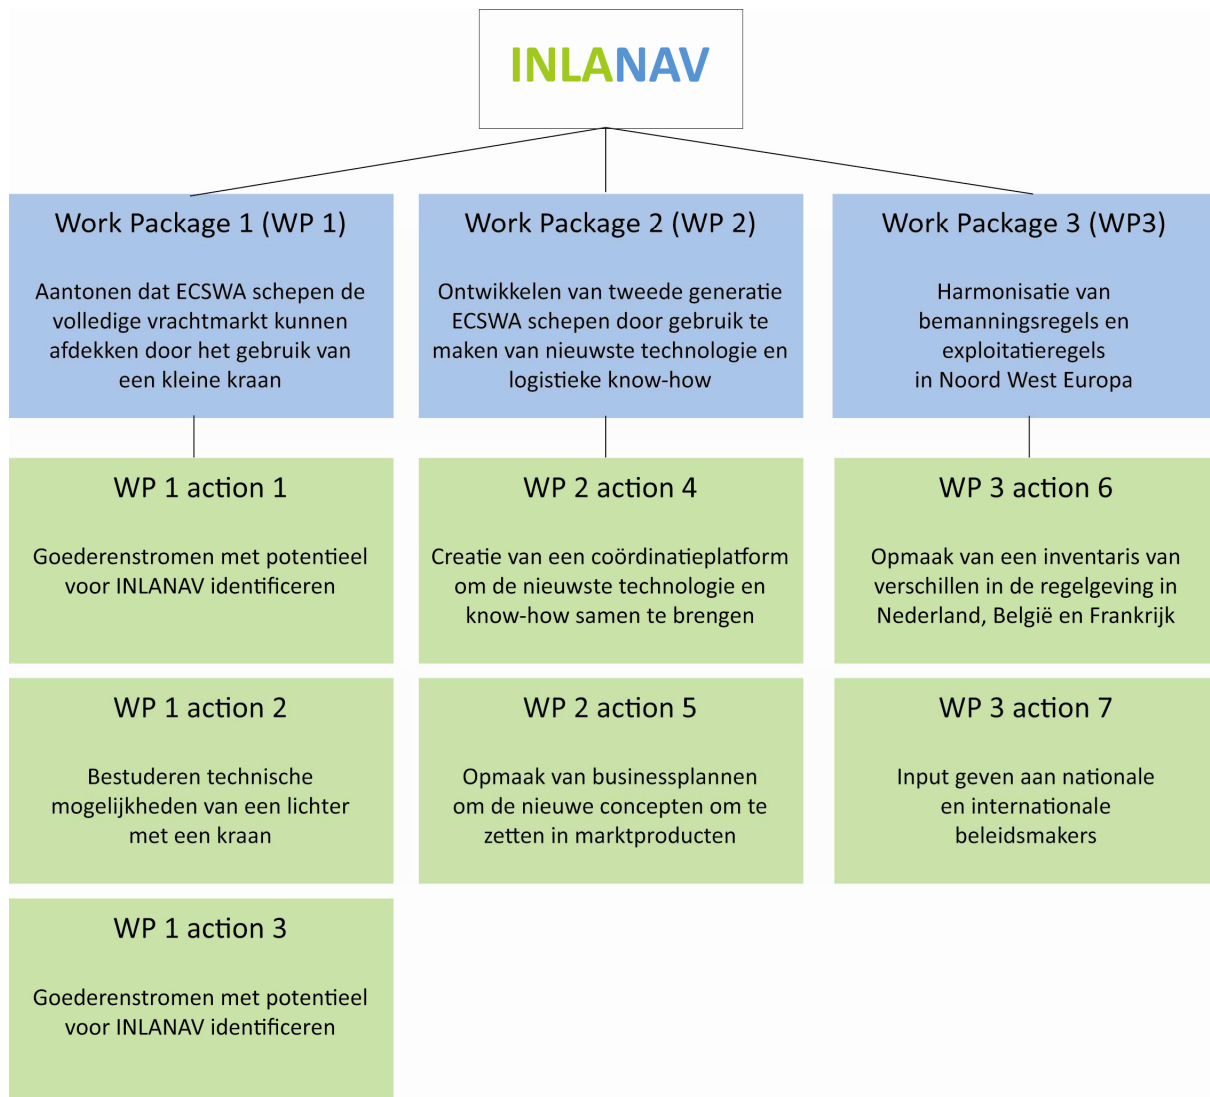 INLANAV
Work Package 1 (WP 1)
Aantonen dat ECSWA schepen de
volledige vrachtmarkt kunnen
afdekken door het gebruik van
een kleine kraan
Work Package 2 (WP 2)
Ontwikkelen van tweede generatie
ECSWA schepen door gebruik te
maken van nieuwste technologie en
logistieke know-how
Work Package 3 (WP3)
Harmonisatie van
bemanningsregels en
exploitatieregels
in Noord West Europa
WP 1 action 1
Goederenstromen met potentieel
voor INLANAV identificeren
WP 2 action 4
Creatie van een coördinatieplatform
om de nieuwste technologie en
know-how samen te brengen
WP 3 action 6
Opmaak van een inventaris van
verschillen in de regelgeving in
Nederland, België en Frankrijk
WP 1 action 2
Bestuderen technische
mogelijkheden van een lichter
met een kraan
WP 2 action 5
Opmaak van businessplannen
om de nieuwe concepten om te
zetten in marktproducten
WP 3 action 7
Input geven aan nationale
en internationale
beleidsmakers
WP 1 action 3
Goederenstromen met potentieel
voor INLANAV identificeren